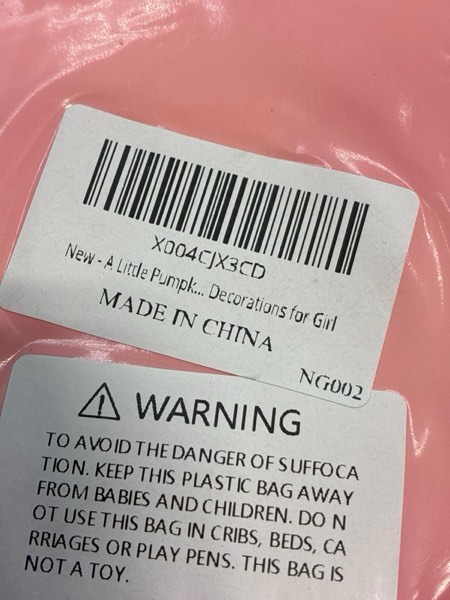 X004CJX3CD
New - A Little Pumpk... Decorations for Girl
MADE IN CHINA
NG002
⚠ WARNING
TO AVOID THE DANGER OF SUFFOCA
TION. KEEP THIS PLASTIC BAG AWAY
FROM BABIES AND CHILDREN. DO N
OT USE THIS BAG IN CRIBS, BEDS, CA
RRIAGES OR PLAY PENS. THIS BAG IS
NOT A TOY.